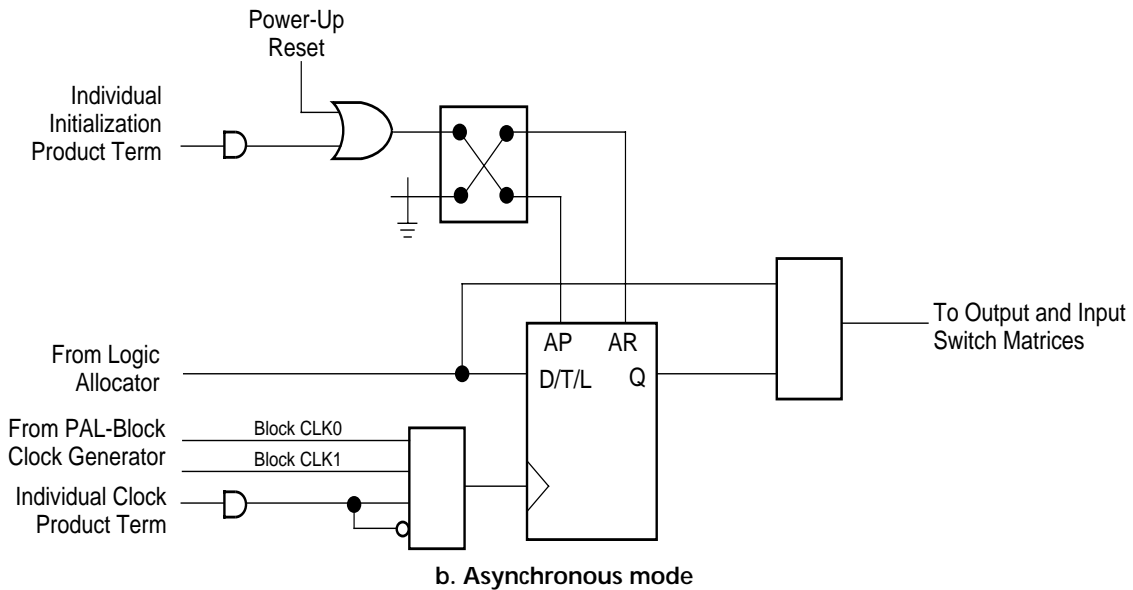 Power-Up
Reset
Individual
Initialization
Product Term
AP AR
D/T/L Q
To Output and Input
Switch Matrices
From Logic
Allocator
From PAL-Block
Clock Generator
Block CLK0
Block CLK1
Individual Clock
Product Term
b. Asynchronous mode